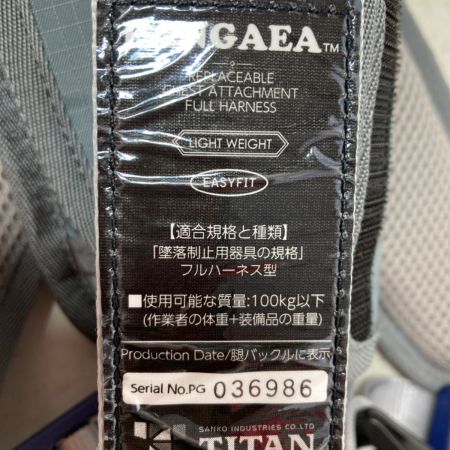 REPLACEABLE
CHEST ATTACHMENT
FULL HARNESS
LIGHT WEIGHT
EASYFIT
【適合規格と種類】
「墜落制止用器具の規格」
フルハーネス型
■使用可能な質量:100kg以下
(作業者の体重+装備品の重量)
Production Date/腿バックルに表示
Serial No.PG 036986
SANKO INDUSTRIES CO.,LTD
TITAN